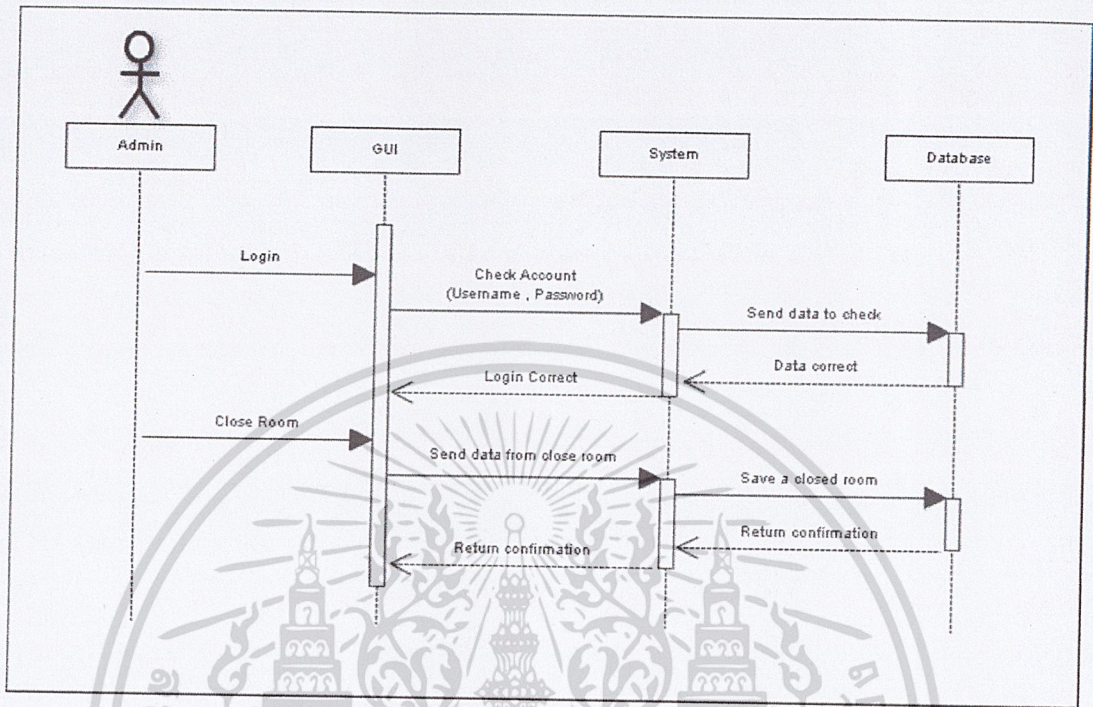 Admin
GUI
System
Database
Login
Check Account
(Username , Password)
Send data to check
Data correct
Login Correct
Close Room
Send data from close room
Save a closed room
Return confirmation
Return confirmation